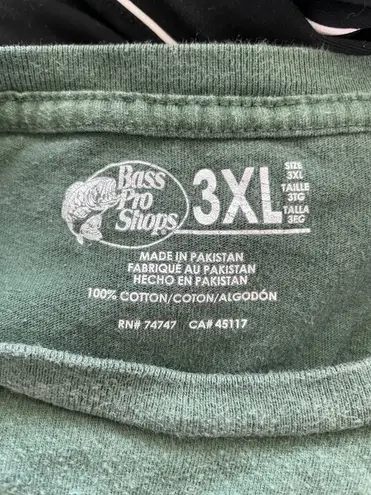 Bass
Pro
Shops®
3XL
SIZE
3XL
TAILLE
3TG
TALLA
3EG
MADE IN PAKISTAN
FABRIQUÉ AU PAKISTAN
HECHO EN PAKISTAN
100% COTTON/COTON/ALGODÓN
RN# 74747 CA# 45117